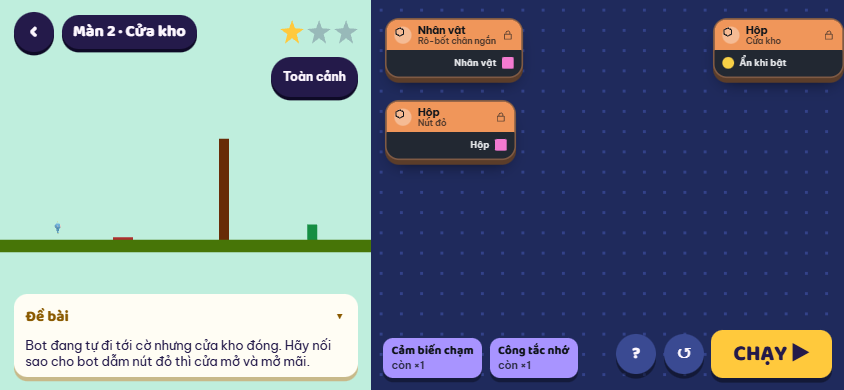 Màn 2 · Cửa kho
Toàn cảnh
Đề bài
Bot đang tự đi tới cờ nhưng cửa kho đóng. Hãy nối
sao cho bot dẫm nút đỏ thì cửa mở và mở mãi.
Nhân vật
Rô-bốt chân ngắn
Nhân vật
Hộp
Nút đỏ
Hộp
Hộp
Cửa kho
Ẩn khi bật
Cảm biến chạm
còn ×1
Công tắc nhớ
còn ×1
?
CHẠY